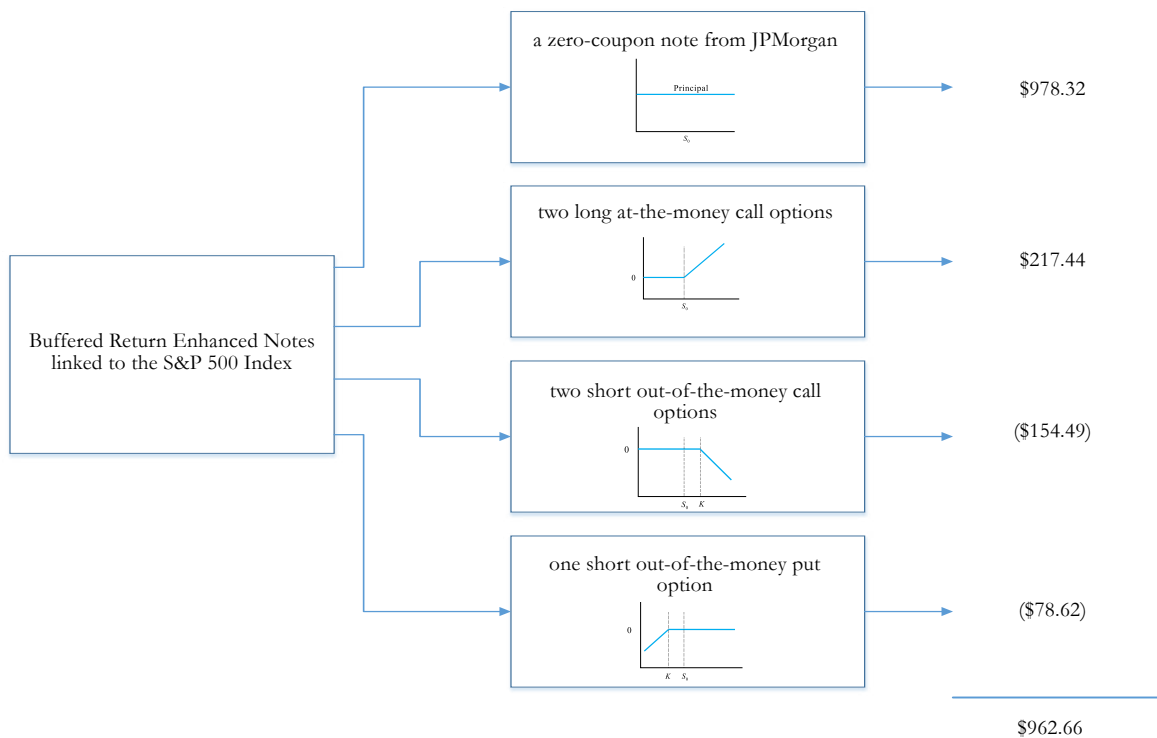 a zero-coupon note from JPMorgan
Principal
S₀
$978.32
two long at-the-money call options
0
S₀
$217.44
Buffered Return Enhanced Notes
linked to the S&P 500 Index
two short out-of-the-money call
options
0
S₀ K
($154.49)
one short out-of-the-money put
option
0
K S₀
($78.62)
$962.66